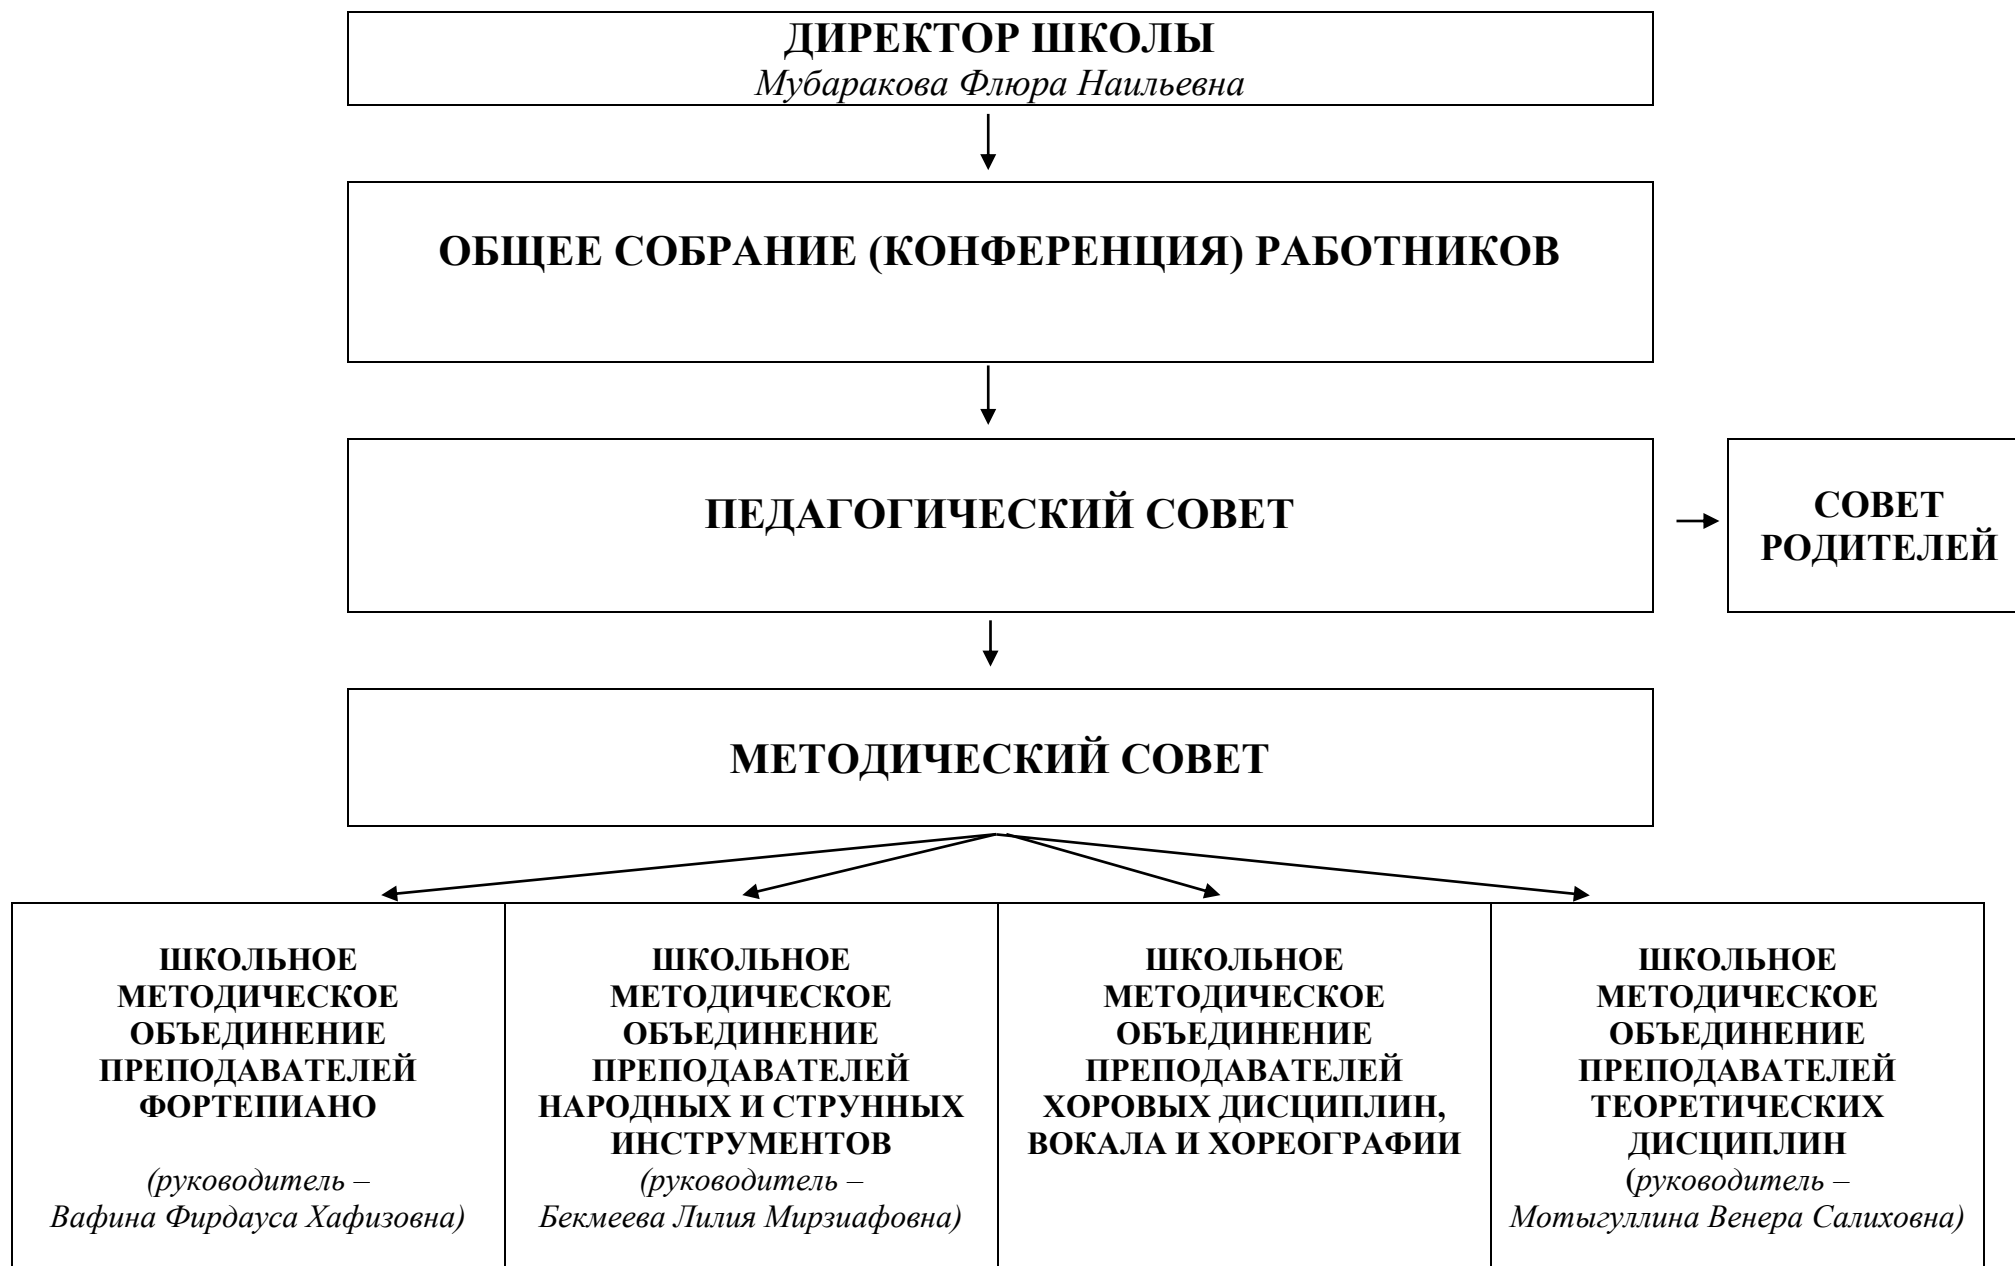 ДИРЕКТОР ШКОЛЫ
Мубаракова Флюра Наильевна
ОБЩЕЕ СОБРАНИЕ (КОНФЕРЕНЦИЯ) РАБОТНИКОВ
ПЕДАГОГИЧЕСКИЙ СОВЕТ
СОВЕТ
РОДИТЕЛЕЙ
МЕТОДИЧЕСКИЙ СОВЕТ
ШКОЛЬНОЕ
МЕТОДИЧЕСКОЕ
ОБЪЕДИНЕНИЕ
ПРЕПОДАВАТЕЛЕЙ
ФОРТЕПИАНО
(руководитель –
Вафина Фирдауса Хафизовна)
ШКОЛЬНОЕ
МЕТОДИЧЕСКОЕ
ОБЪЕДИНЕНИЕ
ПРЕПОДАВАТЕЛЕЙ
НАРОДНЫХ И СТРУННЫХ
ИНСТРУМЕНТОВ
(руководитель –
Бекмеева Лилия Мирзиафовна)
ШКОЛЬНОЕ
МЕТОДИЧЕСКОЕ
ОБЪЕДИНЕНИЕ
ПРЕПОДАВАТЕЛЕЙ
ХОРОВЫХ ДИСЦИПЛИН,
ВОКАЛА И ХОРЕОГРАФИИ
ШКОЛЬНОЕ
МЕТОДИЧЕСКОЕ
ОБЪЕДИНЕНИЕ
ПРЕПОДАВАТЕЛЕЙ
ТЕОРЕТИЧЕСКИХ
ДИСЦИПЛИН
(руководитель –
Мотыгуллина Венера Салиховна)